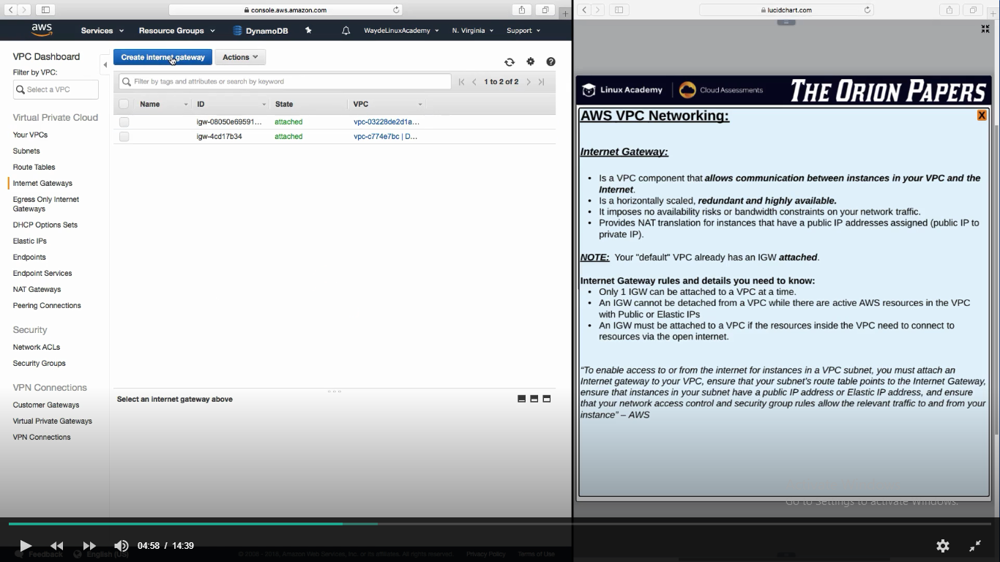 console.aws.amazon.com
aws
Services
Resource Groups
DynamoDB
WaydeLinuxAcademy
N. Virginia
Support
VPC Dashboard
Filter by VPC:
Select a VPC
Virtual Private Cloud
Your VPCs
Subnets
Route Tables
Internet Gateways
Egress Only Internet
Gateways
DHCP Options Sets
Elastic IPs
Endpoints
Endpoint Services
NAT Gateways
Peering Connections
Security
Network ACLs
Security Groups
VPN Connections
Customer Gateways
Virtual Private Gateways
VPN Connections
Create internet gateway
Actions
Filter by tags and attributes or search by keyword
1 to 2 of 2
Name ID State VPC
igw-08050e69591... attached vpc-03228de2d1a...
igw-4cd17b34 attached vpc-c774e7bc | D...
Select an internet gateway above
Feedback
English (US)
© 2008 - 2018, Amazon Web Services, Inc. or its affiliates. All rights reserved.
Privacy Policy
Terms of Use
04:58 / 14:39
lucidchart.com
Linux Academy
Cloud Assessments
THE ORION PAPERS
AWS VPC Networking:
X
Internet Gateway:
• Is a VPC component that allows communication between instances in your VPC and the
Internet.
• Is a horizontally scaled, redundant and highly available.
• It imposes no availability risks or bandwidth constraints on your network traffic.
• Provides NAT translation for instances that have a public IP addresses assigned (public IP to
private IP).
NOTE: Your "default" VPC already has an IGW attached.
Internet Gateway rules and details you need to know:
• Only 1 IGW can be attached to a VPC at a time.
• An IGW cannot be detached from a VPC while there are active AWS resources in the VPC
with Public or Elastic IPs
• An IGW must be attached to a VPC if the resources inside the VPC need to connect to
resources via the open internet.
“To enable access to or from the internet for instances in a VPC subnet, you must attach an
Internet gateway to your VPC, ensure that your subnet’s route table points to the Internet Gateway,
ensure that instances in your subnet have a public IP address or Elastic IP address, and ensure
that your network access control and security group rules allow the relevant traffic to and from your
instance” – AWS
Go to Settings to activate Windows.